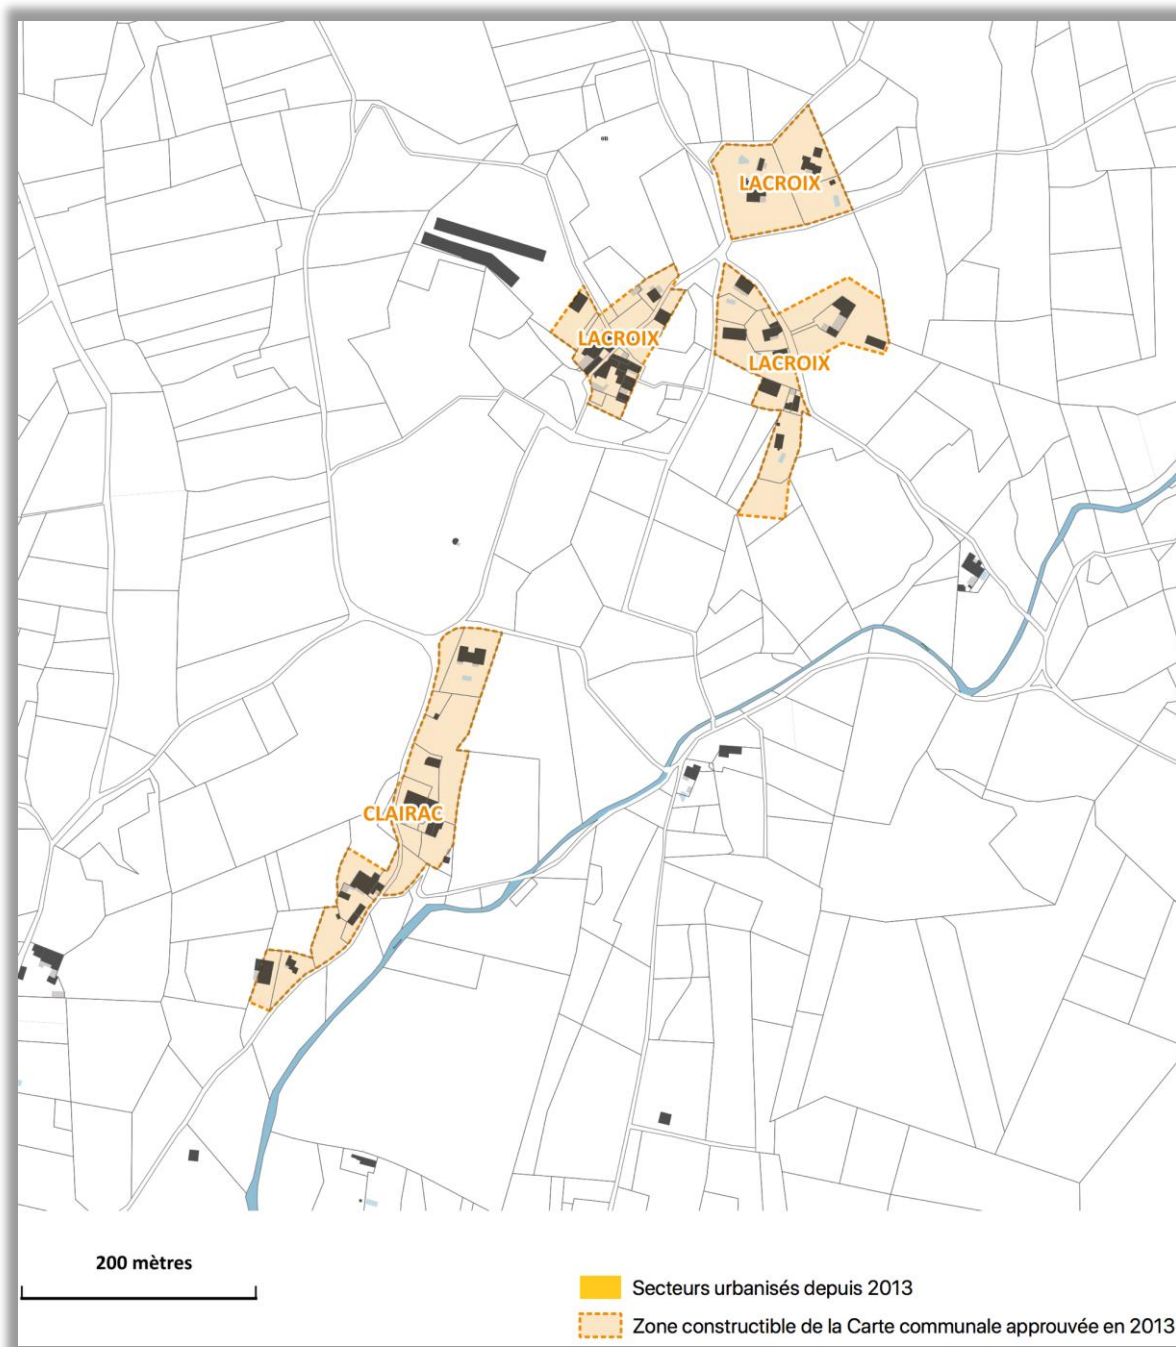 LACROIX
LACROIX
LACROIX
CLAIRAC
200 mètres
Secteurs urbanisés depuis 2013
Zone constructible de la Carte communale approuvée en 2013